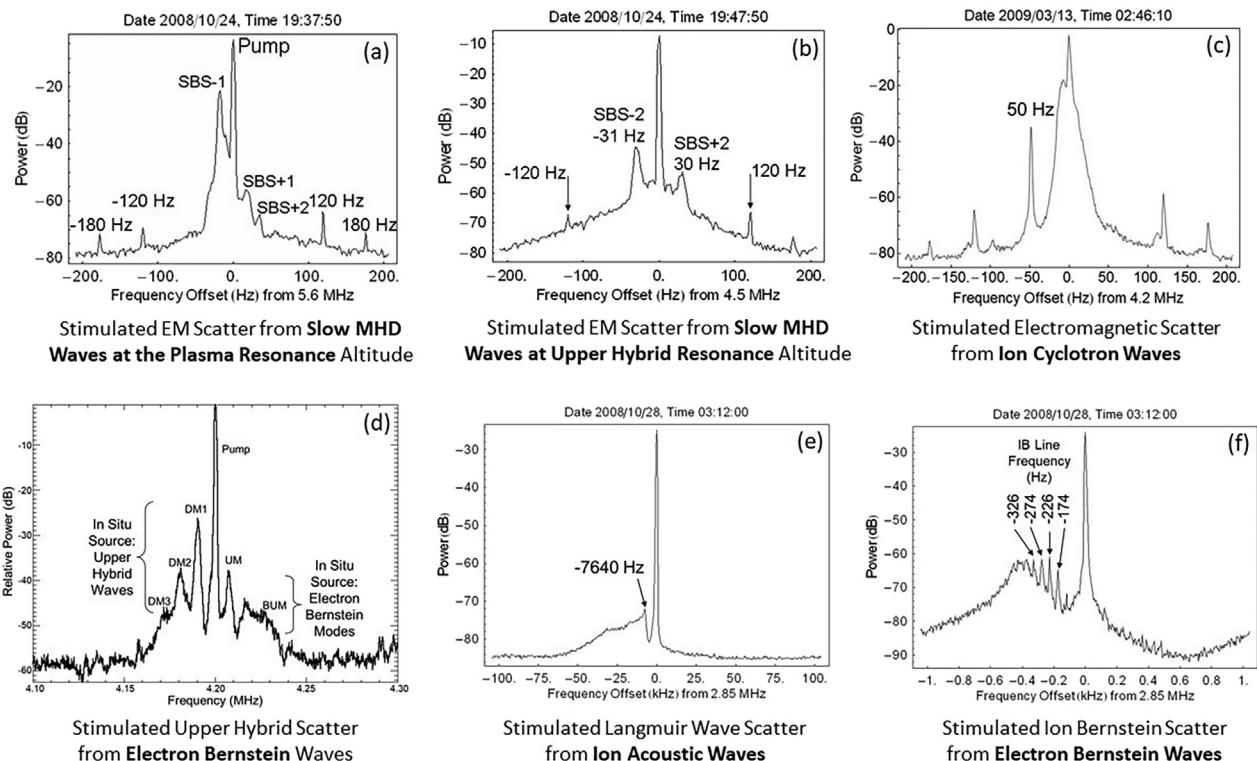 Date 2008/10/24, Time 19:37:50
(a)
Pump
SBS-1
SBS+1
SBS+2
-120 Hz
120 Hz
-180 Hz
180 Hz
Power (dB)
−20
−40
−60
−80
−200. −100. 0. 100. 200.
Frequency Offset (Hz) from 5.6 MHz
Stimulated EM Scatter from Slow MHD
Waves at the Plasma Resonance Altitude
Date 2008/10/24, Time 19:47:50
(b)
SBS-2
-31 Hz
SBS+2
30 Hz
-120 Hz
120 Hz
Power (dB)
−10
−20
−30
−40
−50
−60
−70
−80
−200. −100. 0. 100. 200.
Frequency Offset (Hz) from 4.5 MHz
Stimulated EM Scatter from Slow MHD
Waves at Upper Hybrid Resonance Altitude
Date 2009/03/13, Time 02:46:10
(c)
50 Hz
Power (dB)
0
−20
−40
−60
−80
−200. −150. −100. −50. 0. 50. 100. 150. 200.
Frequency Offset (Hz) from 4.2 MHz
Stimulated Electromagnetic Scatter
from Ion Cyclotron Waves
(d)
Pump
DM1
DM2
DM3
UM
BUM
In Situ
Source:
Upper
Hybrid
Waves
In Situ
Source:
Electron
Bernstein
Modes
Relative Power (dB)
-10
-20
-30
-40
-50
-60
4.10 4.15 4.20 4.25 4.30
Frequency (MHz)
Stimulated Upper Hybrid Scatter
from Electron Bernstein Waves
Date 2008/10/28, Time 03:12:00
(e)
-7640 Hz
Power (dB)
−30
−40
−50
−60
−70
−80
−100. −75. −50. −25. 0. 25. 50. 75. 100.
Frequency Offset (kHz) from 2.85 MHz
Stimulated Langmuir Wave Scatter
from Ion Acoustic Waves
Date 2008/10/28, Time 03:12:00
(f)
IB Line
Frequency
(Hz)
-326
-274
-226
-174
Power (dB)
−30
−40
−50
−60
−70
−80
−90
−1. −0.8 −0.6 −0.4 −0.2 0. 0.2 0.4 0.6 0.8 1.
Frequency Offset (kHz) from 2.85 MHz
Stimulated Ion Bernstein Scatter
from Electron Bernstein Waves